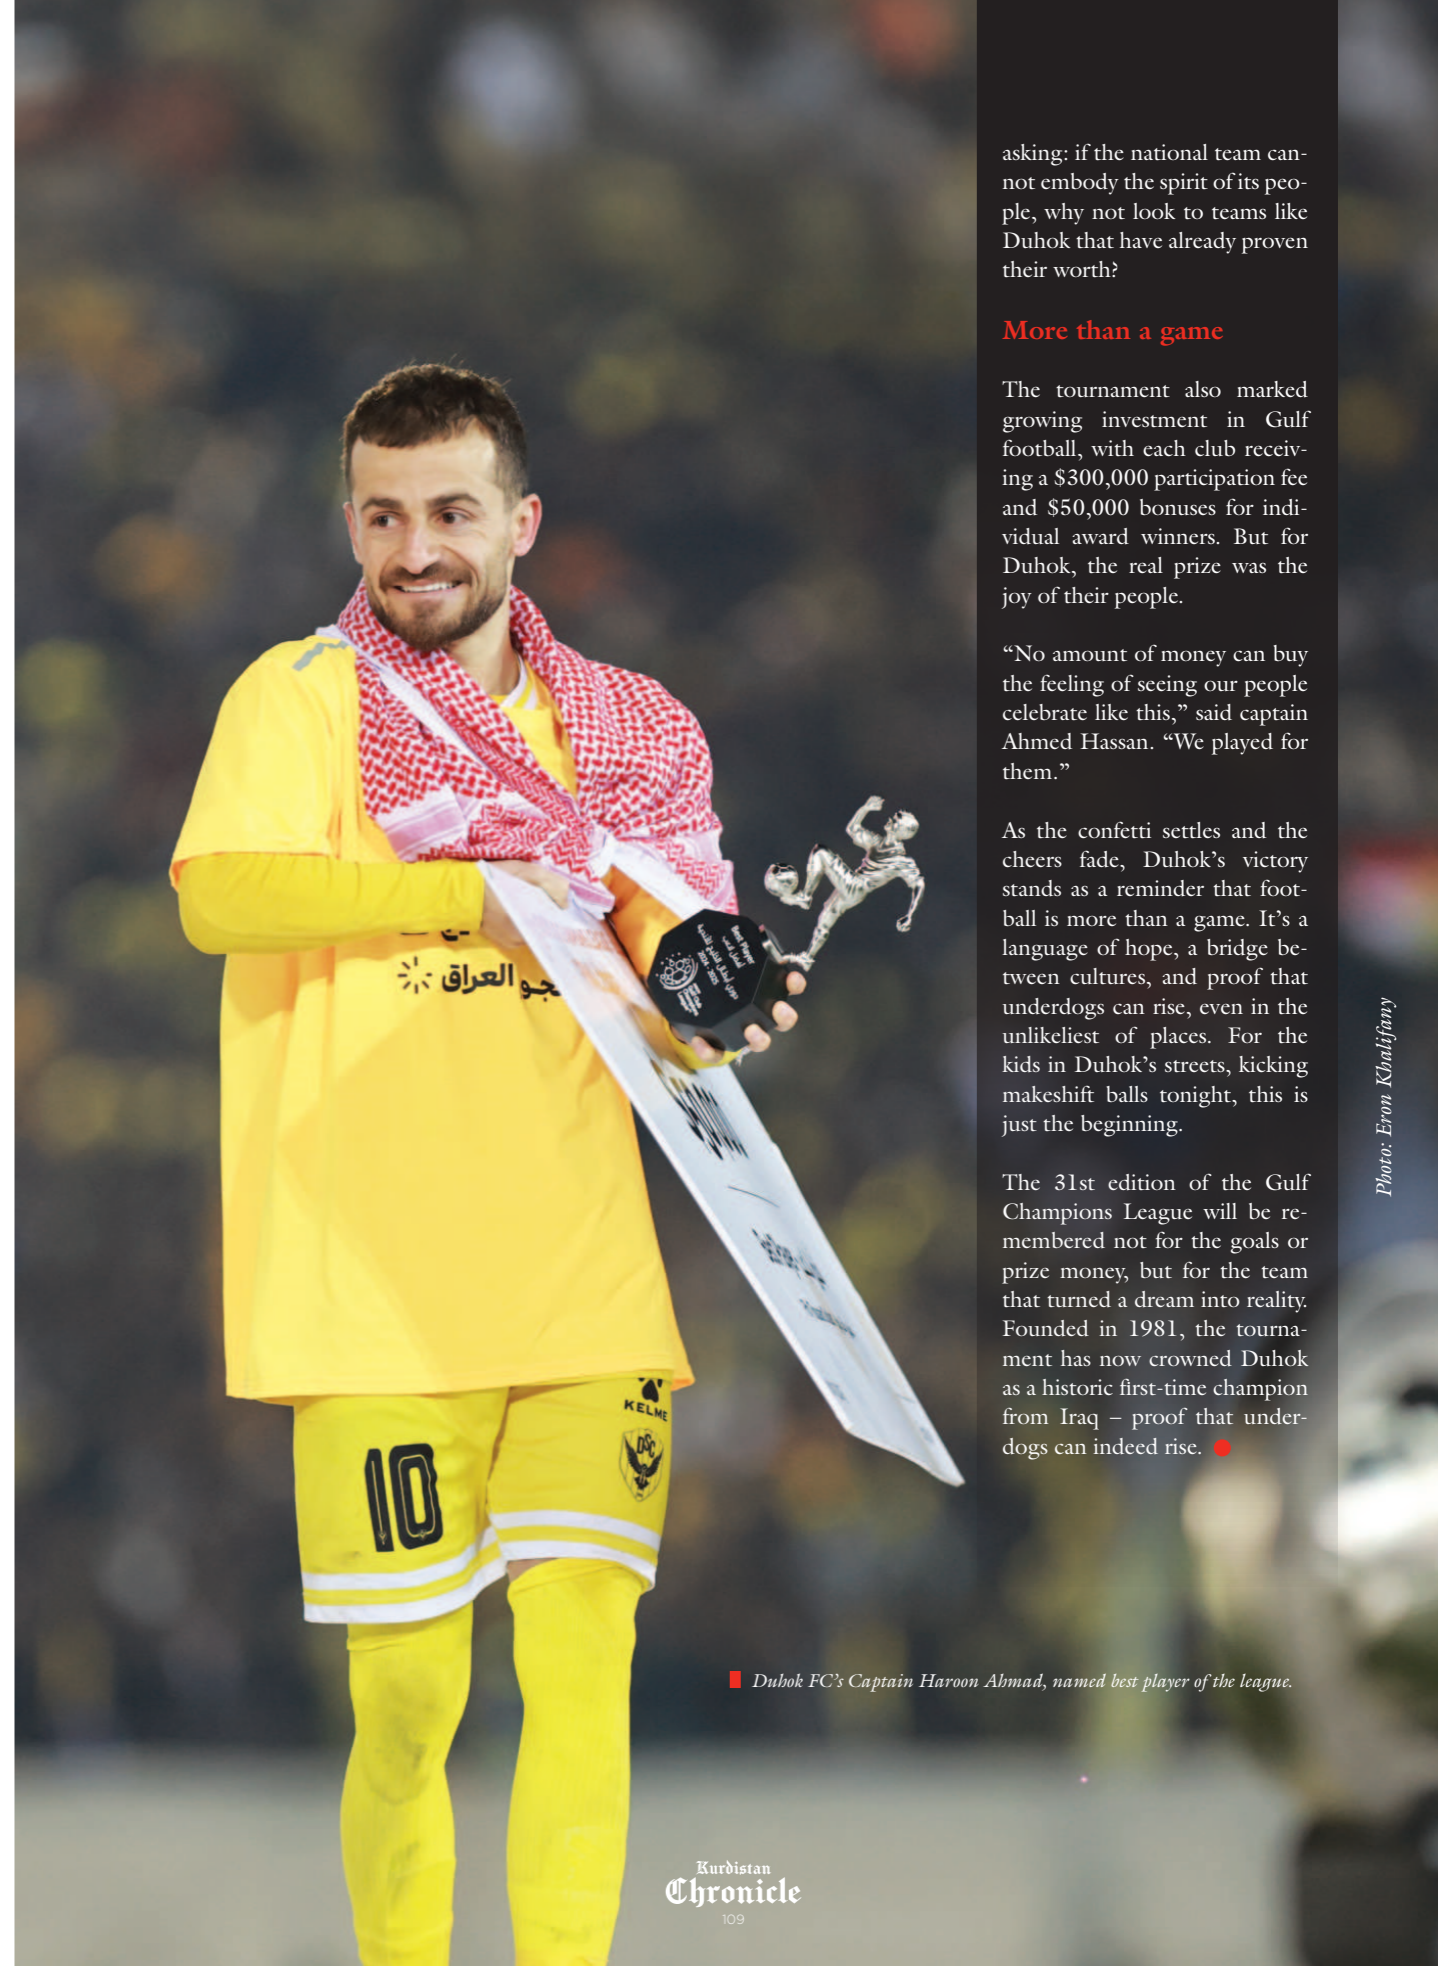 asking: if the national team can-
not embody the spirit of its peo-
ple, why not look to teams like
Duhok that have already proven
their worth?
More than a game
The tournament also marked
growing investment in Gulf
football, with each club receiv-
ing a $300,000 participation fee
and $50,000 bonuses for indi-
vidual award winners. But for
Duhok, the real prize was the
joy of their people.
“No amount of money can buy
the feeling of seeing our people
celebrate like this,” said captain
Ahmed Hassan. “We played for
them.”
As the confetti settles and the
cheers fade, Duhok’s victory
stands as a reminder that foot-
ball is more than a game. It’s a
language of hope, a bridge be-
tween cultures, and proof that
underdogs can rise, even in the
unlikeliest of places. For the
kids in Duhok’s streets, kicking
makeshift balls tonight, this is
just the beginning.
The 31st edition of the Gulf
Champions League will be re-
membered not for the goals or
prize money, but for the team
that turned a dream into reality.
Founded in 1981, the tourna-
ment has now crowned Duhok
as a historic first-time champion
from Iraq – proof that under-
dogs can indeed rise.
Photo: Eron Khalifany
Best Player
2024 - 2025
العراق
KELME
DSC
10
Duhok FC’s Captain Haroon Ahmad, named best player of the league.
Kurdistan
Chronicle
109